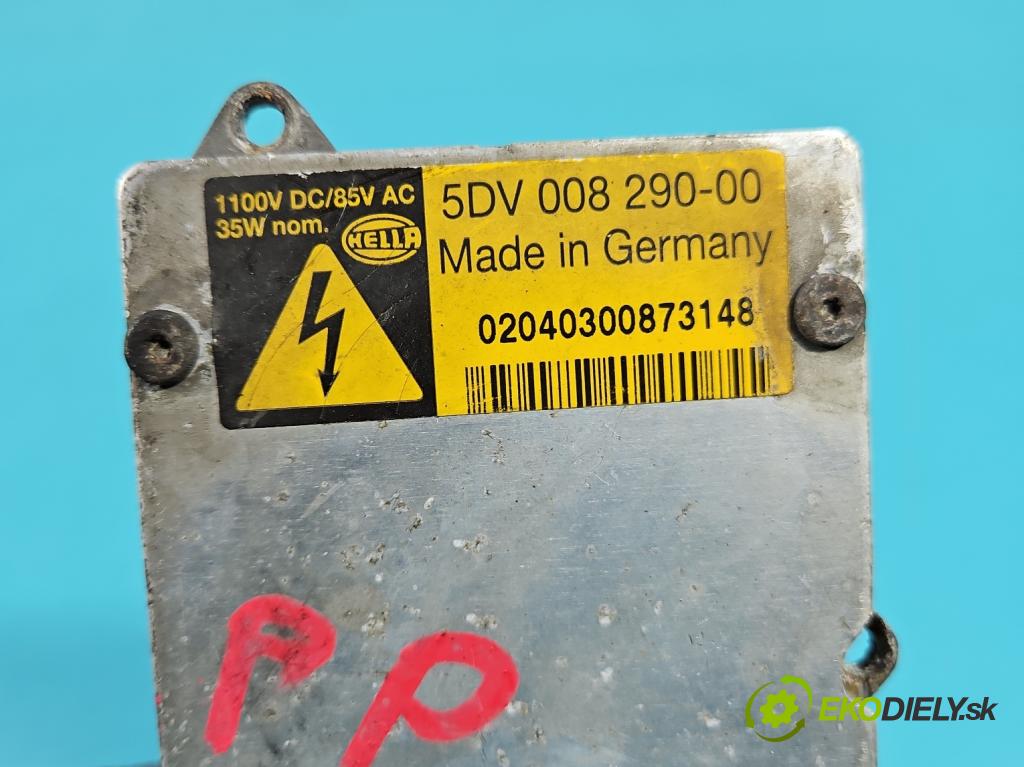 1100V DC/85V AC
35W nom.
HELLA
5DV 008 290-00
Made in Germany
02040300873148
PP
EKODIELY.sk